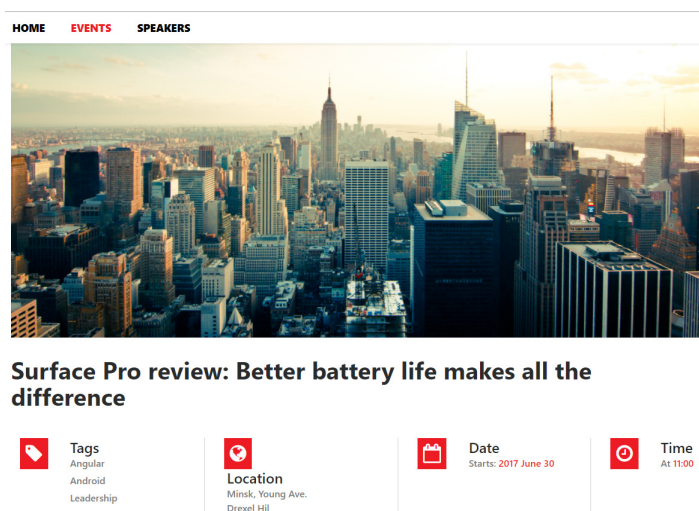 HOME EVENTS SPEAKERS
Surface Pro review: Better battery life makes all the
difference
Tags
Angular
Android
Leadership
Location
Minsk, Young Ave.
Drexel Hil
Date
Starts: 2017 June 30
Time
At 11:00